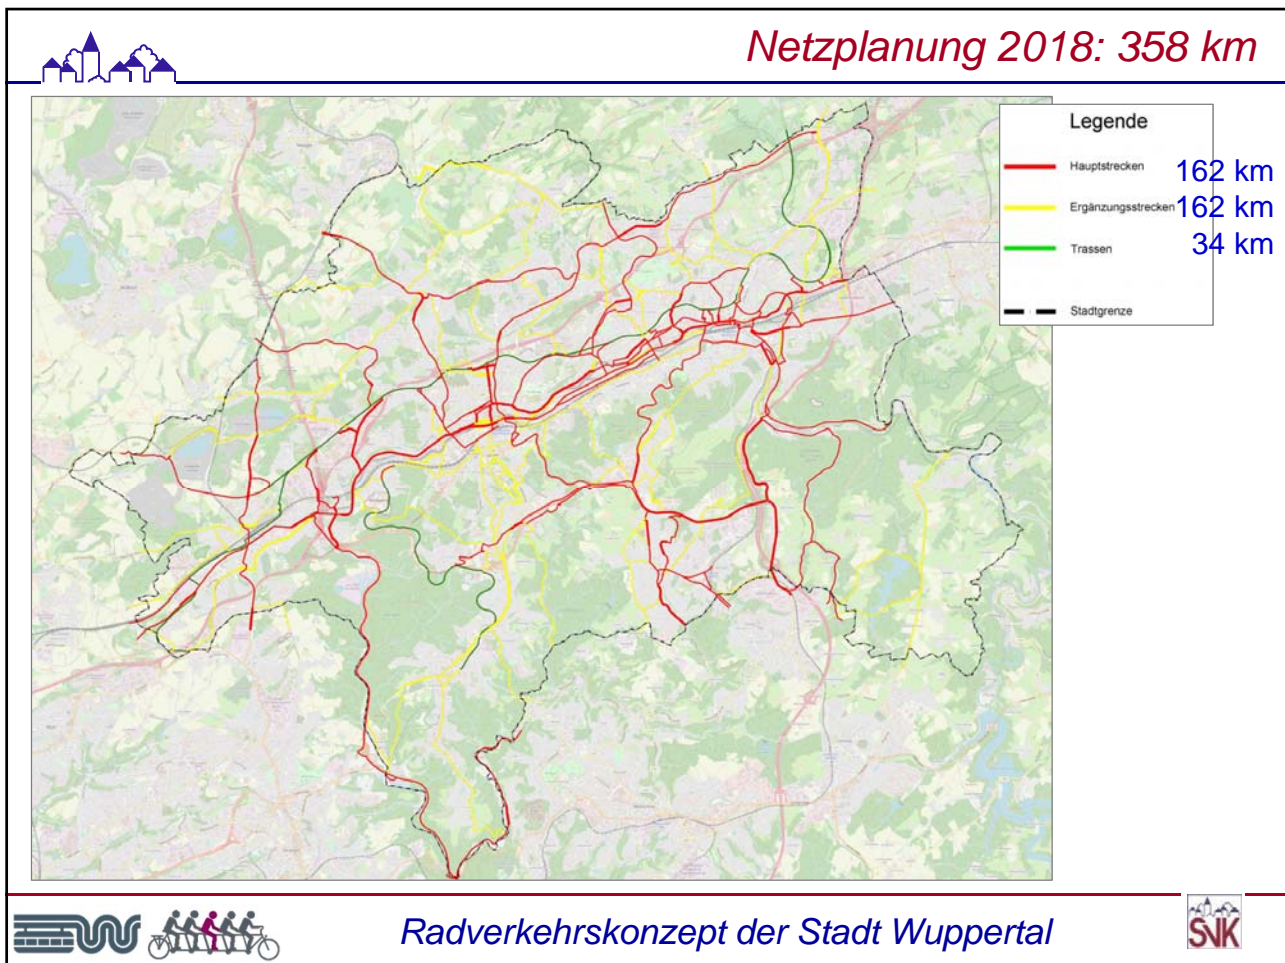 Netzplanung 2018: 358 km
Legende
Hauptstrecken 162 km
Ergänzungsstrecken 162 km
Trassen 34 km
Stadtgrenze
Radverkehrskonzept der Stadt Wuppertal
SVK